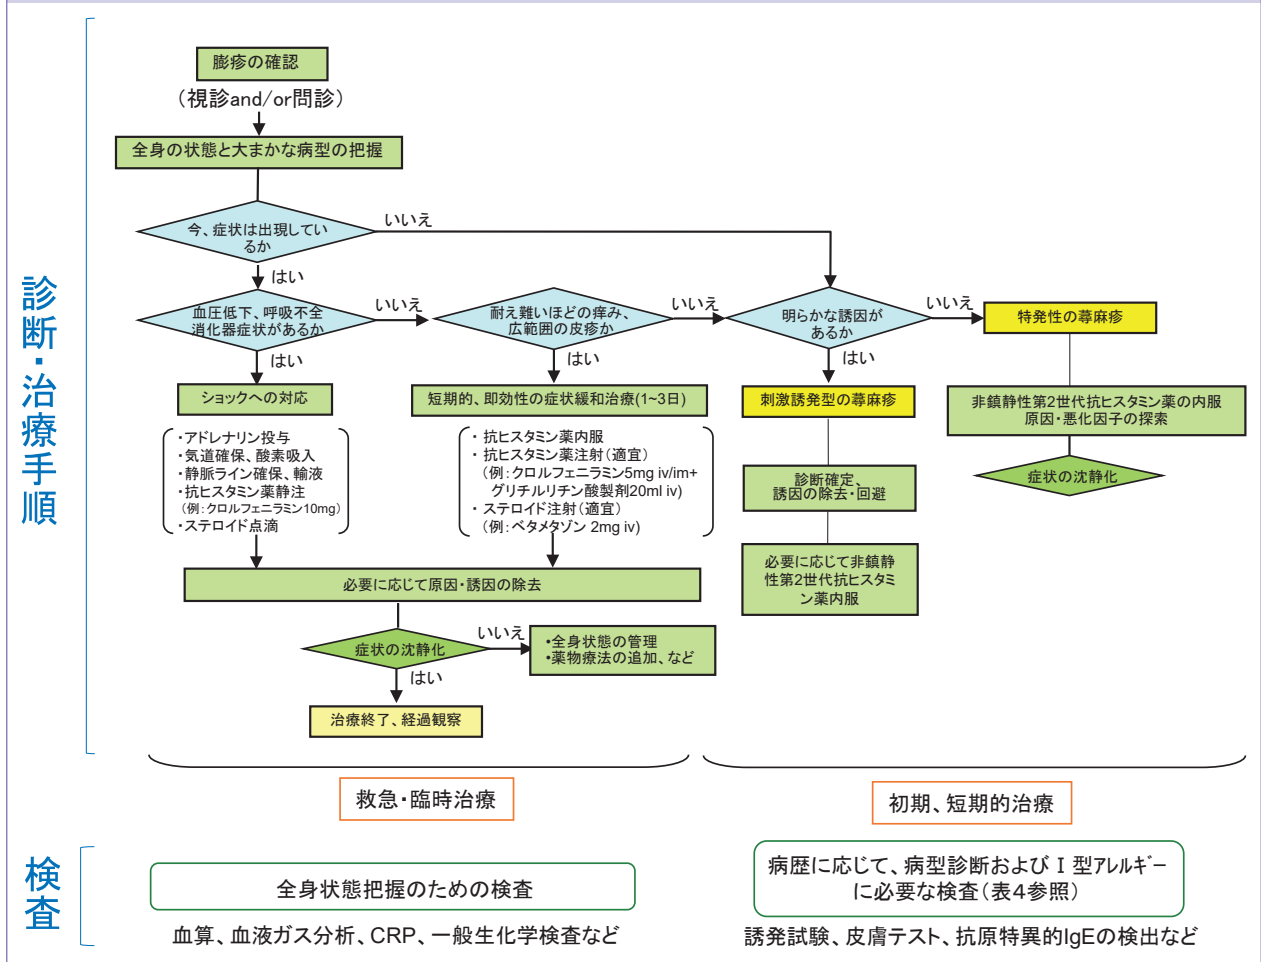 診断・治療手順
膨疹の確認
（視診and/or問診）
全身の状態と大まかな病型の把握
今、症状は出現してい
るか
いいえ
はい
血圧低下、呼吸不全
消化器症状があるか
いいえ
はい
耐え難いほどの痒み、
広範囲の皮疹か
いいえ
はい
明らかな誘因が
あるか
いいえ
はい
特発性の蕁麻疹
ショックへの対応
・アドレナリン投与
・気道確保、酸素吸入
・静脈ライン確保、輸液
・抗ヒスタミン薬静注
（例：クロルフェニラミン10mg）
・ステロイド点滴
短期的、即効性の症状緩和治療(1~3日)
・ 抗ヒスタミン薬内服
・ 抗ヒスタミン薬注射（適宜）
（例：クロルフェニラミン5mg iv/im+
グリチルリチン酸製剤20ml iv)
・ ステロイド注射（適宜）
（例：ベタメタゾン 2mg iv)
刺激誘発型の蕁麻疹
診断確定、
誘因の除去・回避
必要に応じて非鎮静
性第2世代抗ヒスタミ
ン薬内服
非鎮静性第2世代抗ヒスタミン薬の内服
原因・悪化因子の探索
症状の沈静化
必要に応じて原因・誘因の除去
症状の沈静化
いいえ
はい
・全身状態の管理
・薬物療法の追加、など
治療終了、経過観察
救急・臨時治療
初期、短期的治療
検査
全身状態把握のための検査
血算、血液ガス分析、CRP、一般生化学検査など
病歴に応じて、病型診断およびⅠ型ｱﾚﾙｷﾞｰ
に必要な検査（表４参照）
誘発試験、皮膚テスト、抗原特異的IgEの検出など